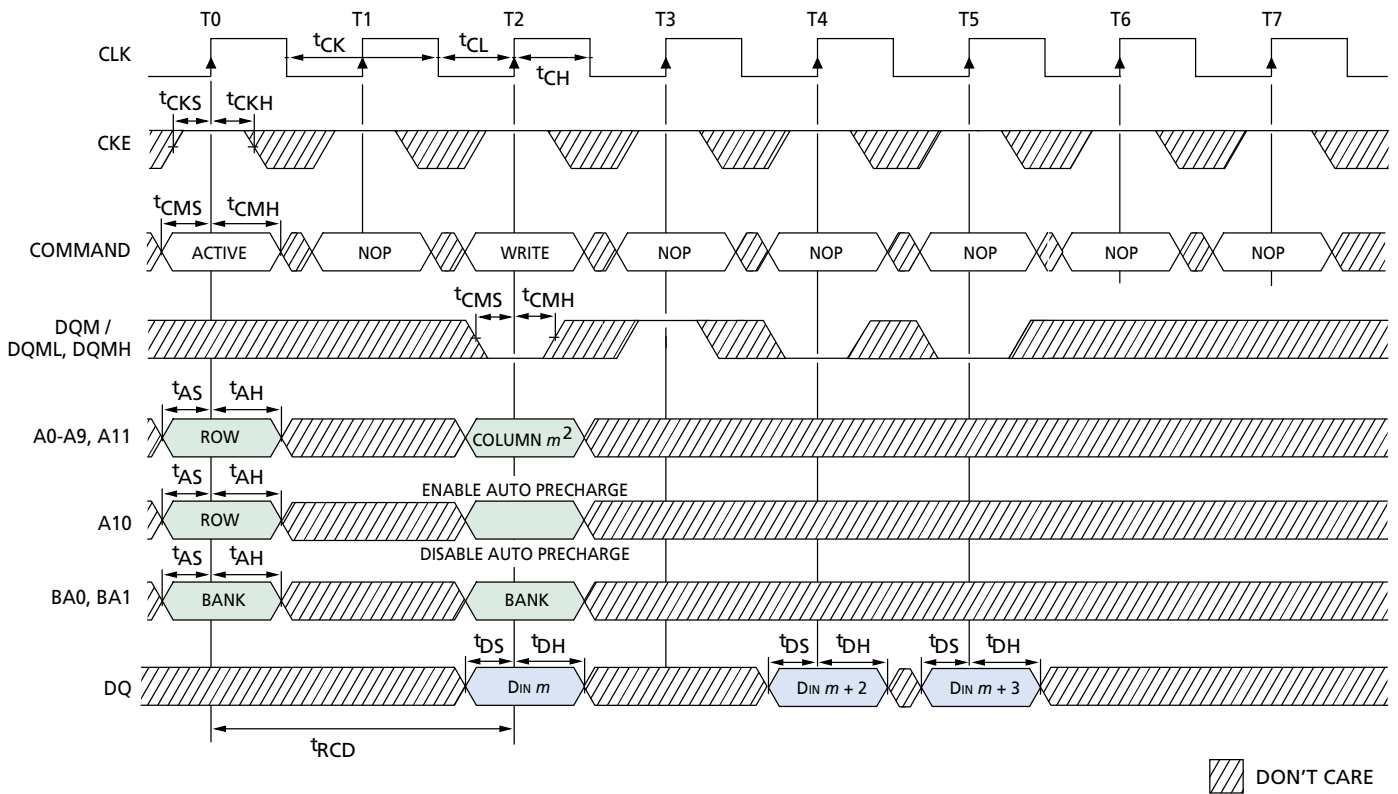 T0 T1 T2 T3 T4 T5 T6 T7
CLK
tCK
tCL
tCH
tCKS tCKH
CKE
tCMS tCMH
COMMAND
ACTIVE NOP WRITE NOP NOP NOP NOP NOP
tCMS tCMH
DQM /
DQML, DQMH
tAS tAH
A0-A9, A11
ROW
COLUMN m2
tAS tAH
ENABLE AUTO PRECHARGE
A10
ROW
DISABLE AUTO PRECHARGE
tAS tAH
BA0, BA1
BANK
BANK
tDS tDH tDS tDH tDS tDH
DQ
DIN m
DIN m + 2
DIN m + 3
tRCD
DON'T CARE